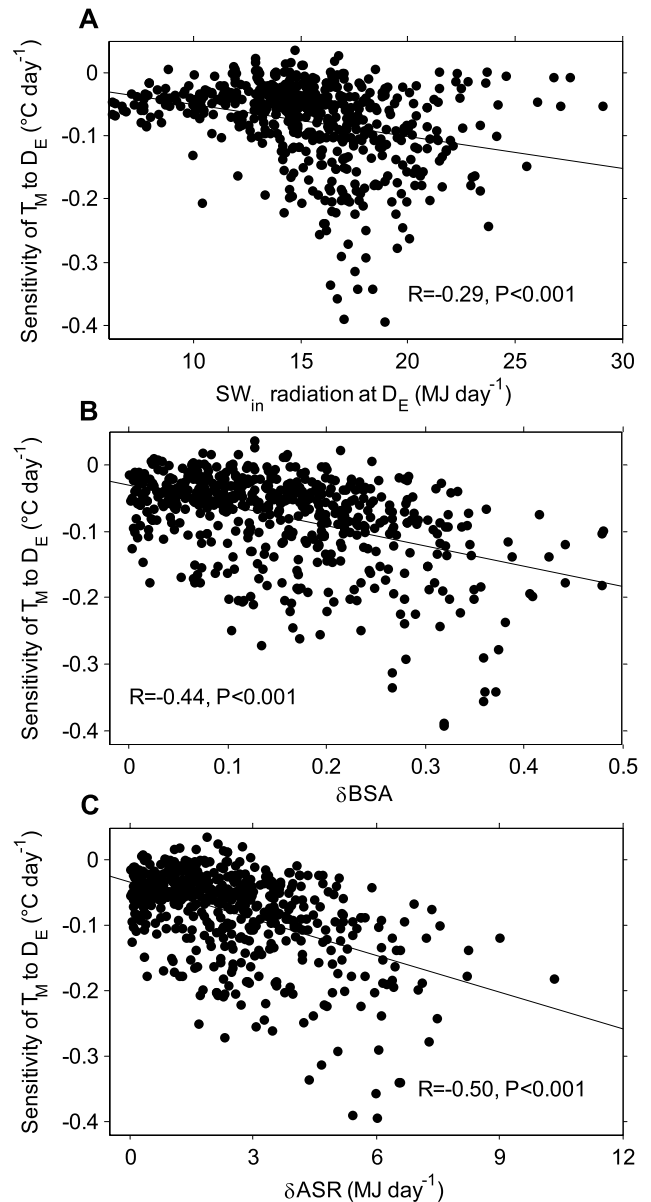 A
Sensitivity of T_M to D_E (°C day⁻¹)
0
-0.1
-0.2
-0.3
-0.4
R=-0.29, P<0.001
10 15 20 25 30
SW_in radiation at D_E (MJ day⁻¹)
B
Sensitivity of T_M to D_E (°C day⁻¹)
0
-0.1
-0.2
-0.3
-0.4
R=-0.44, P<0.001
0 0.1 0.2 0.3 0.4 0.5
δBSA
C
Sensitivity of T_M to D_E (°C day⁻¹)
0
-0.1
-0.2
-0.3
-0.4
R=-0.50, P<0.001
0 3 6 9 12
δASR (MJ day⁻¹)